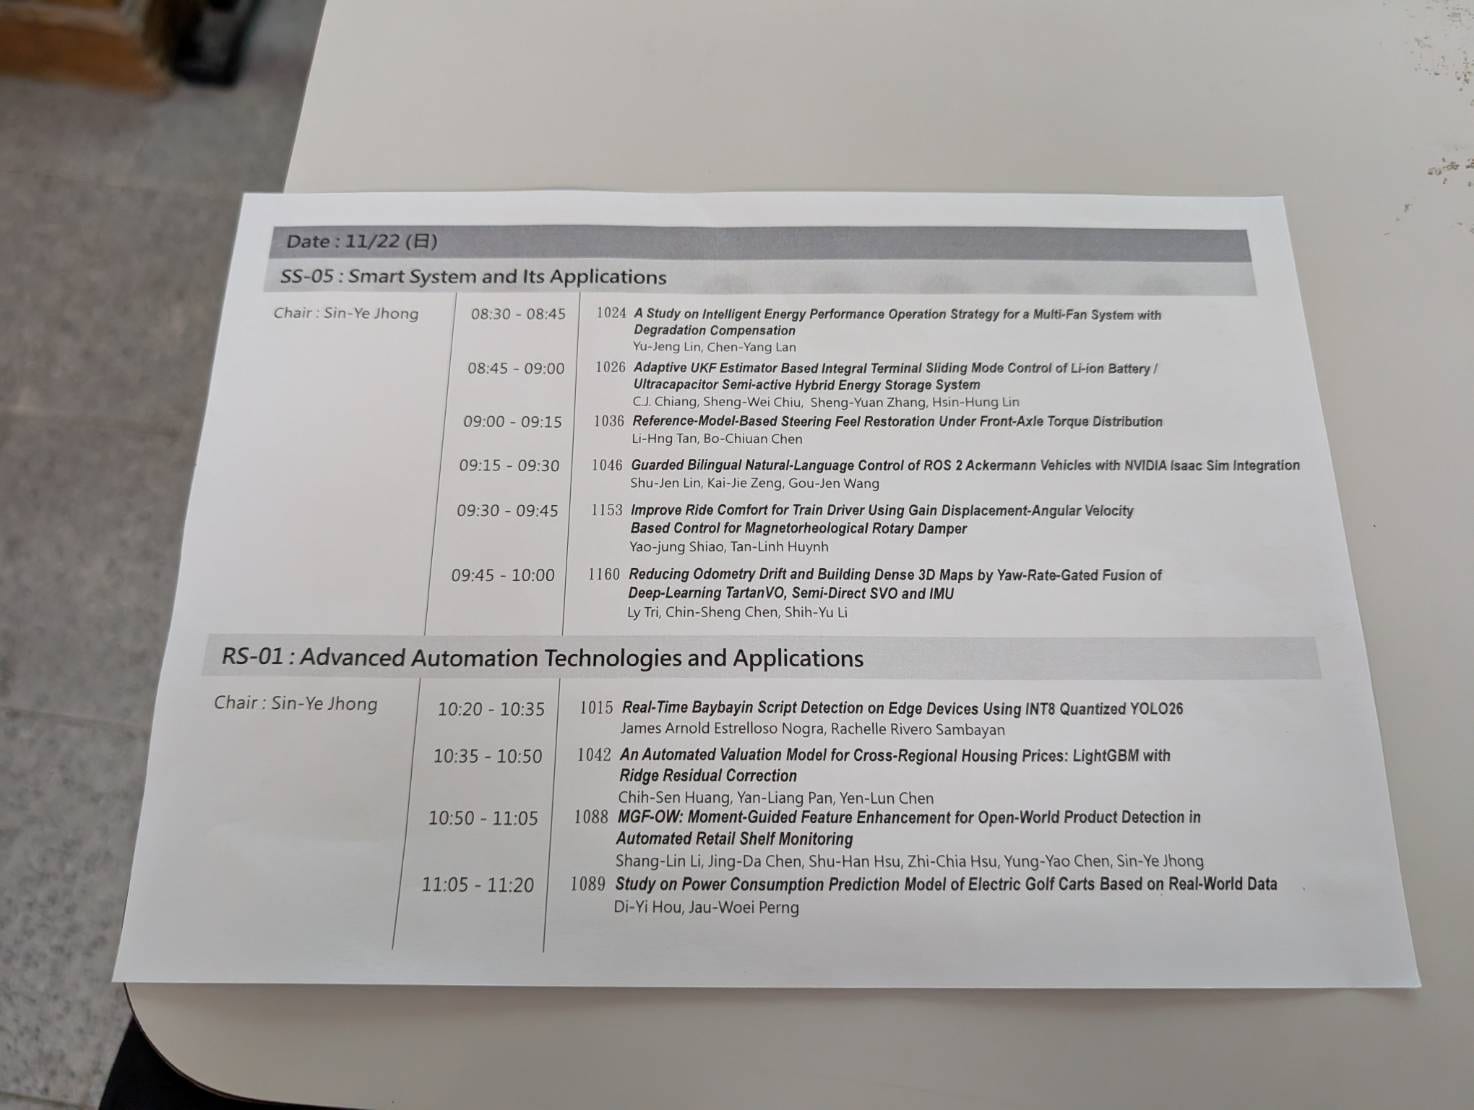 Date : 11/22 (日)
SS-05 : Smart System and Its Applications
Chair : Sin-Ye Jhong
08:30 - 08:45
1024 A Study on Intelligent Energy Performance Operation Strategy for a Multi-Fan System with
Degradation Compensation
Yu-Jeng Lin, Chen-Yang Lan
08:45 - 09:00
1026 Adaptive UKF Estimator Based Integral Terminal Sliding Mode Control of Li-ion Battery /
Ultracapacitor Semi-active Hybrid Energy Storage System
C.J. Chiang, Sheng-Wei Chiu, Sheng-Yuan Zhang, Hsin-Hung Lin
09:00 - 09:15
1036 Reference-Model-Based Steering Feel Restoration Under Front-Axle Torque Distribution
Li-Hng Tan, Bo-Chiuan Chen
09:15 - 09:30
1046 Guarded Bilingual Natural-Language Control of ROS 2 Ackermann Vehicles with NVIDIA Isaac Sim Integration
Shu-Jen Lin, Kai-Jie Zeng, Gou-Jen Wang
09:30 - 09:45
1153 Improve Ride Comfort for Train Driver Using Gain Displacement-Angular Velocity
Based Control for Magnetorheological Rotary Damper
Yao-jung Shiao, Tan-Linh Huynh
09:45 - 10:00
1160 Reducing Odometry Drift and Building Dense 3D Maps by Yaw-Rate-Gated Fusion of
Deep-Learning TartanVO, Semi-Direct SVO and IMU
Ly Tri, Chin-Sheng Chen, Shih-Yu Li
RS-01 : Advanced Automation Technologies and Applications
Chair : Sin-Ye Jhong
10:20 - 10:35
1015 Real-Time Baybayin Script Detection on Edge Devices Using INT8 Quantized YOLO26
James Arnold Estrelloso Nogra, Rachelle Rivero Sambayan
10:35 - 10:50
1042 An Automated Valuation Model for Cross-Regional Housing Prices: LightGBM with
Ridge Residual Correction
Chih-Sen Huang, Yan-Liang Pan, Yen-Lun Chen
10:50 - 11:05
1088 MGF-OW: Moment-Guided Feature Enhancement for Open-World Product Detection in
Automated Retail Shelf Monitoring
Shang-Lin Li, Jing-Da Chen, Shu-Han Hsu, Zhi-Chia Hsu, Yung-Yao Chen, Sin-Ye Jhong
11:05 - 11:20
1089 Study on Power Consumption Prediction Model of Electric Golf Carts Based on Real-World Data
Di-Yi Hou, Jau-Woei Perng